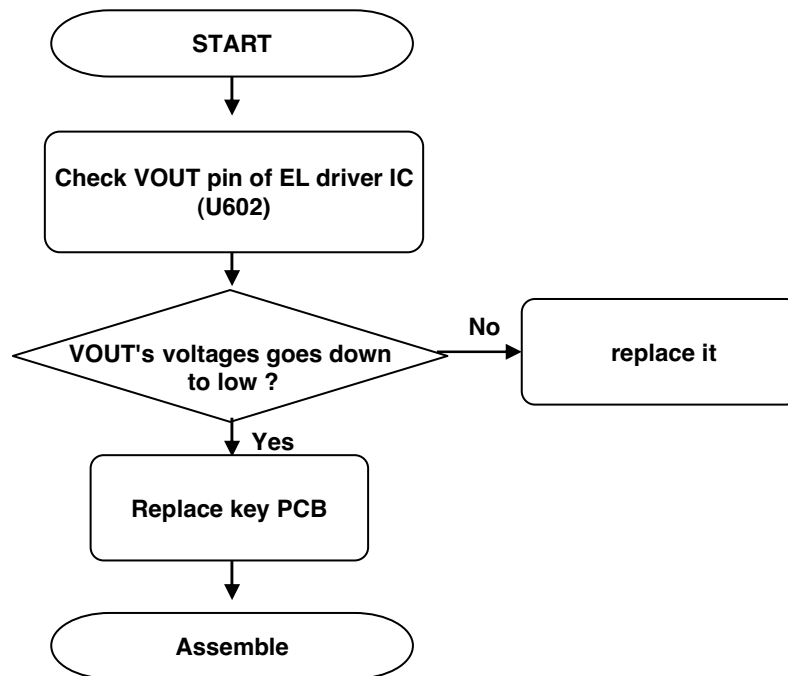 START
Check VOUT pin of EL driver IC
(U602)
VOUT's voltages goes down
to low ?
No
replace it
Yes
Replace key PCB
Assemble